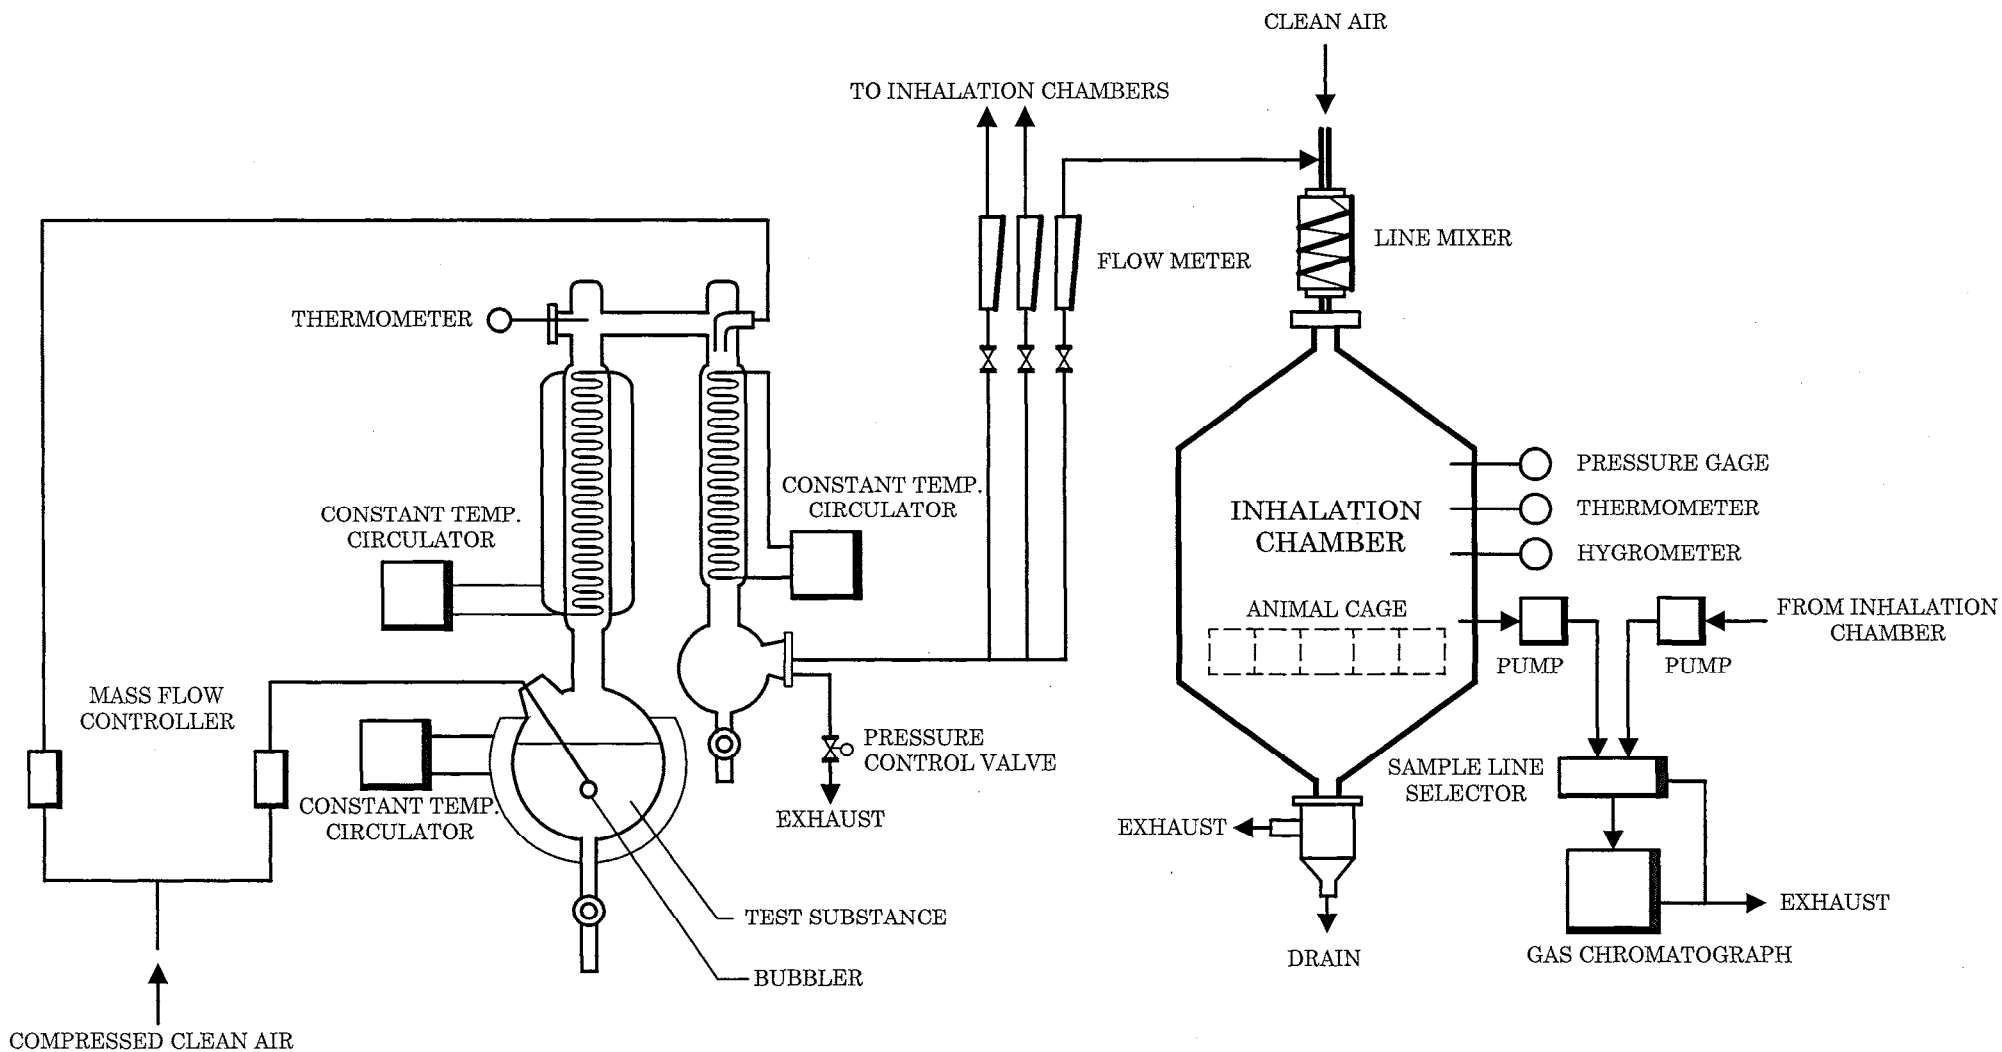 CLEAN AIR
TO INHALATION CHAMBERS
LINE MIXER
FLOW METER
THERMOMETER
PRESSURE GAGE
CONSTANT TEMP.
CIRCULATOR
CONSTANT TEMP.
CIRCULATOR
INHALATION
CHAMBER
THERMOMETER
HYGROMETER
ANIMAL CAGE
FROM INHALATION
CHAMBER
PUMP
PUMP
MASS FLOW
CONTROLLER
PRESSURE
CONTROL VALVE
SAMPLE LINE
SELECTOR
CONSTANT TEMP.
CIRCULATOR
EXHAUST
EXHAUST
TEST SUBSTANCE
EXHAUST
BUBBLER
DRAIN
GAS CHROMATOGRAPH
COMPRESSED CLEAN AIR